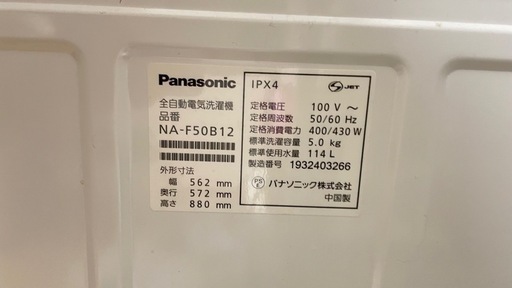 Panasonic
全自動電気洗濯機
品番
NA-F50B12
外形寸法
幅 562 mm
奥行 572 mm
高さ 880 mm
IPX4
S JET
定格電圧 100 V ～
定格周波数 50/60 Hz
定格消費電力 400/430 W
標準洗濯容量 5.0 kg
標準使用水量 114 L
製造番号 1932403266
PS E パナソニック株式会社
中国製